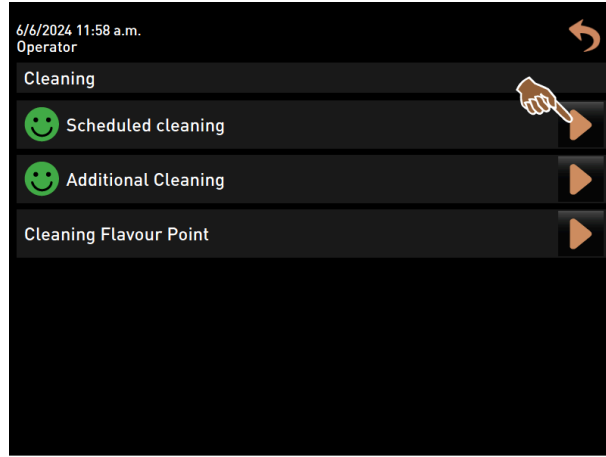 6/6/2024 11:58 a.m.
Operator
Cleaning
Scheduled cleaning
Additional Cleaning
Cleaning Flavour Point